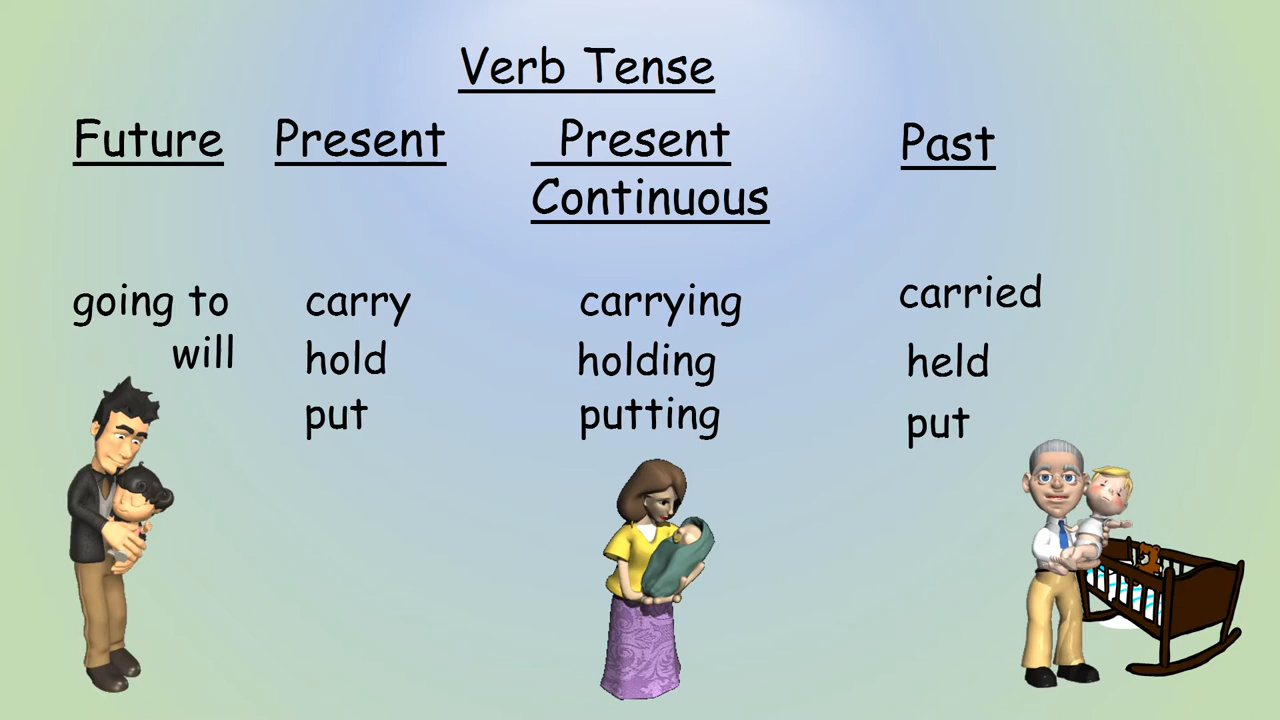 Verb Tense
Future Present Present Past
Continuous
going to carry carrying carried
will hold holding held
put putting put